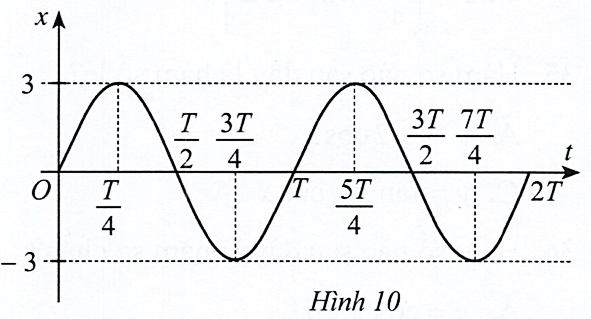 x
3
T/2 3T/4 3T/2 7T/4 t
O T/4 T 5T/4 2T
-3
Hình 10